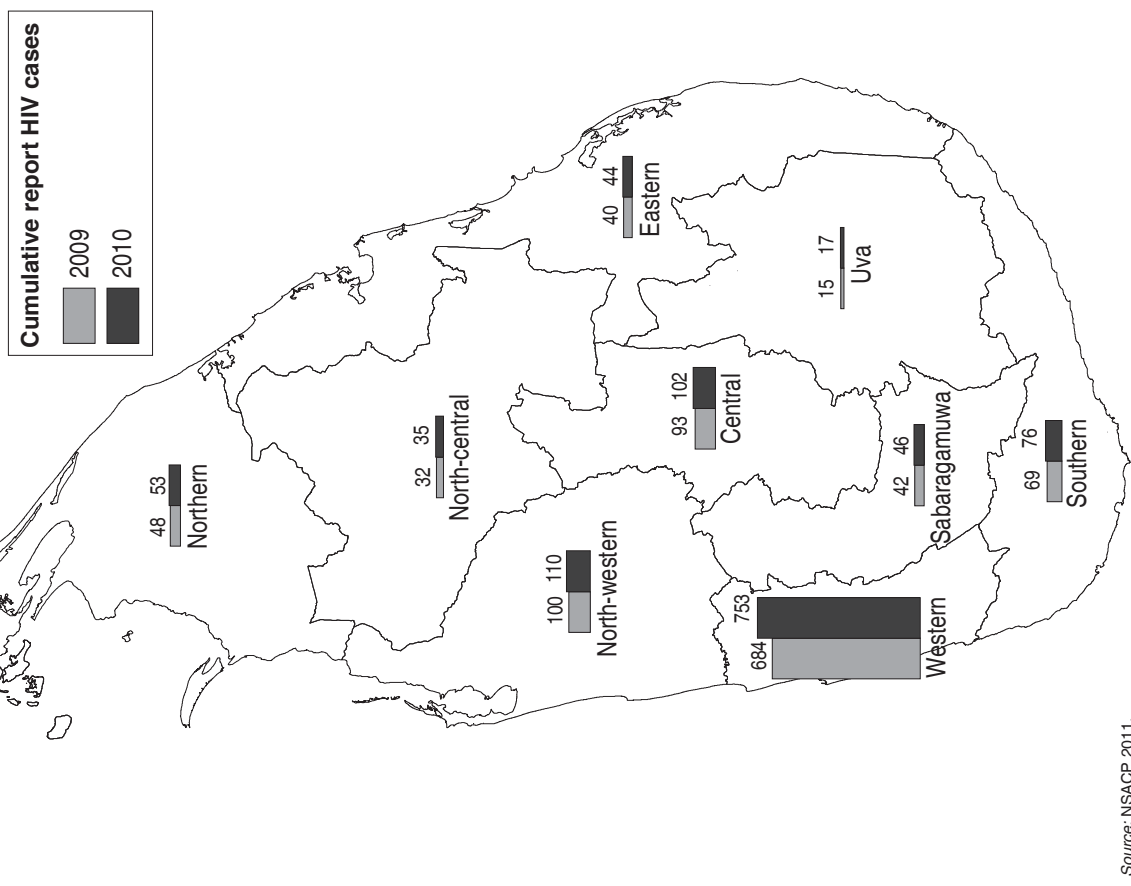 Cumulative report HIV cases
2009
2010
48 53
Northern
32 35
North-central
40 44
Eastern
100 110
North-western
93 102
Central
15 17
Uva
684 753
Western
42 46
Sabaragamuwa
69 76
Southern
Source: NSACP 2011.